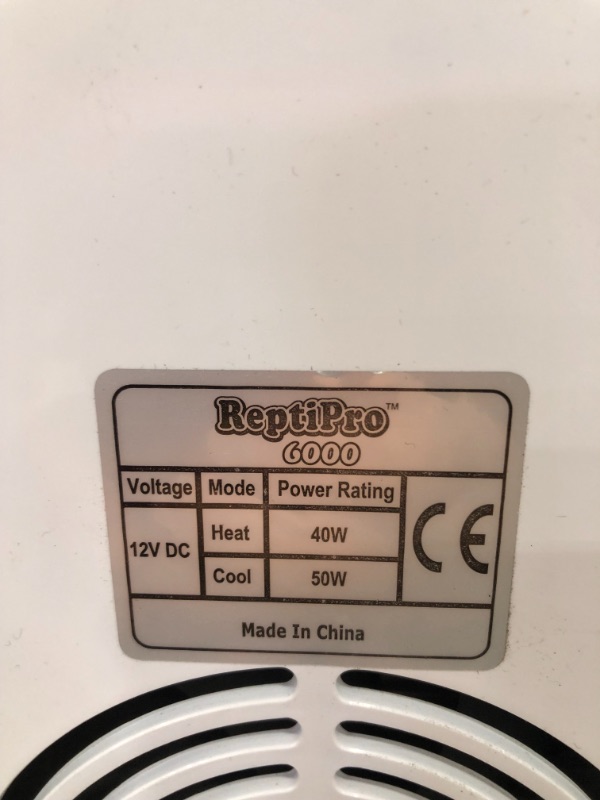 ReptiPro™
6000
Voltage Mode Power Rating
12V DC
Heat 40W
Cool 50W
CE
Made In China